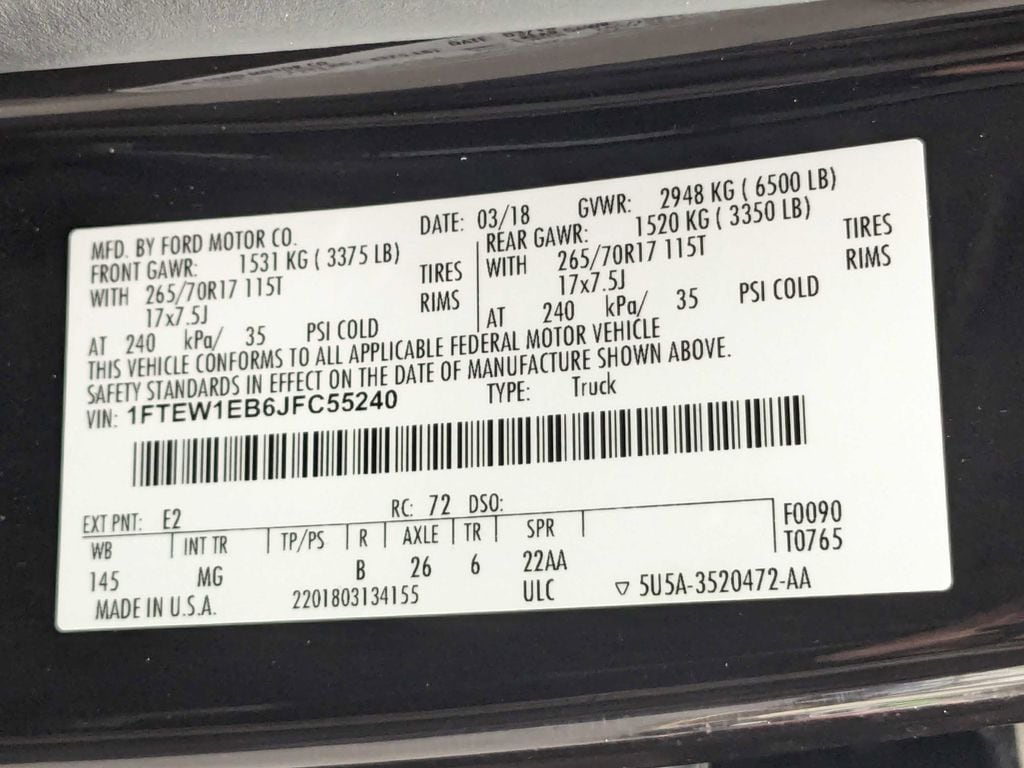 MFD. BY FORD MOTOR CO. DATE: 03/18 GVWR: 2948 KG ( 6500 LB)
FRONT GAWR: 1531 KG ( 3375 LB) REAR GAWR: 1520 KG ( 3350 LB)
WITH 265/70R17 115T TIRES WITH 265/70R17 115T TIRES
17x7.5J RIMS 17x7.5J RIMS
AT 240 kPa/ 35 PSI COLD AT 240 kPa/ 35 PSI COLD
THIS VEHICLE CONFORMS TO ALL APPLICABLE FEDERAL MOTOR VEHICLE
SAFETY STANDARDS IN EFFECT ON THE DATE OF MANUFACTURE SHOWN ABOVE.
VIN: 1FTEW1EB6JFC55240 TYPE: Truck
EXT PNT: E2 RC: 72 DSO: F0090
WB INT TR TP/PS R AXLE TR SPR T0765
145 MG B 26 6 22AA
MADE IN U.S.A. 2201803134155 ULC ▽ 5U5A-3520472-AA